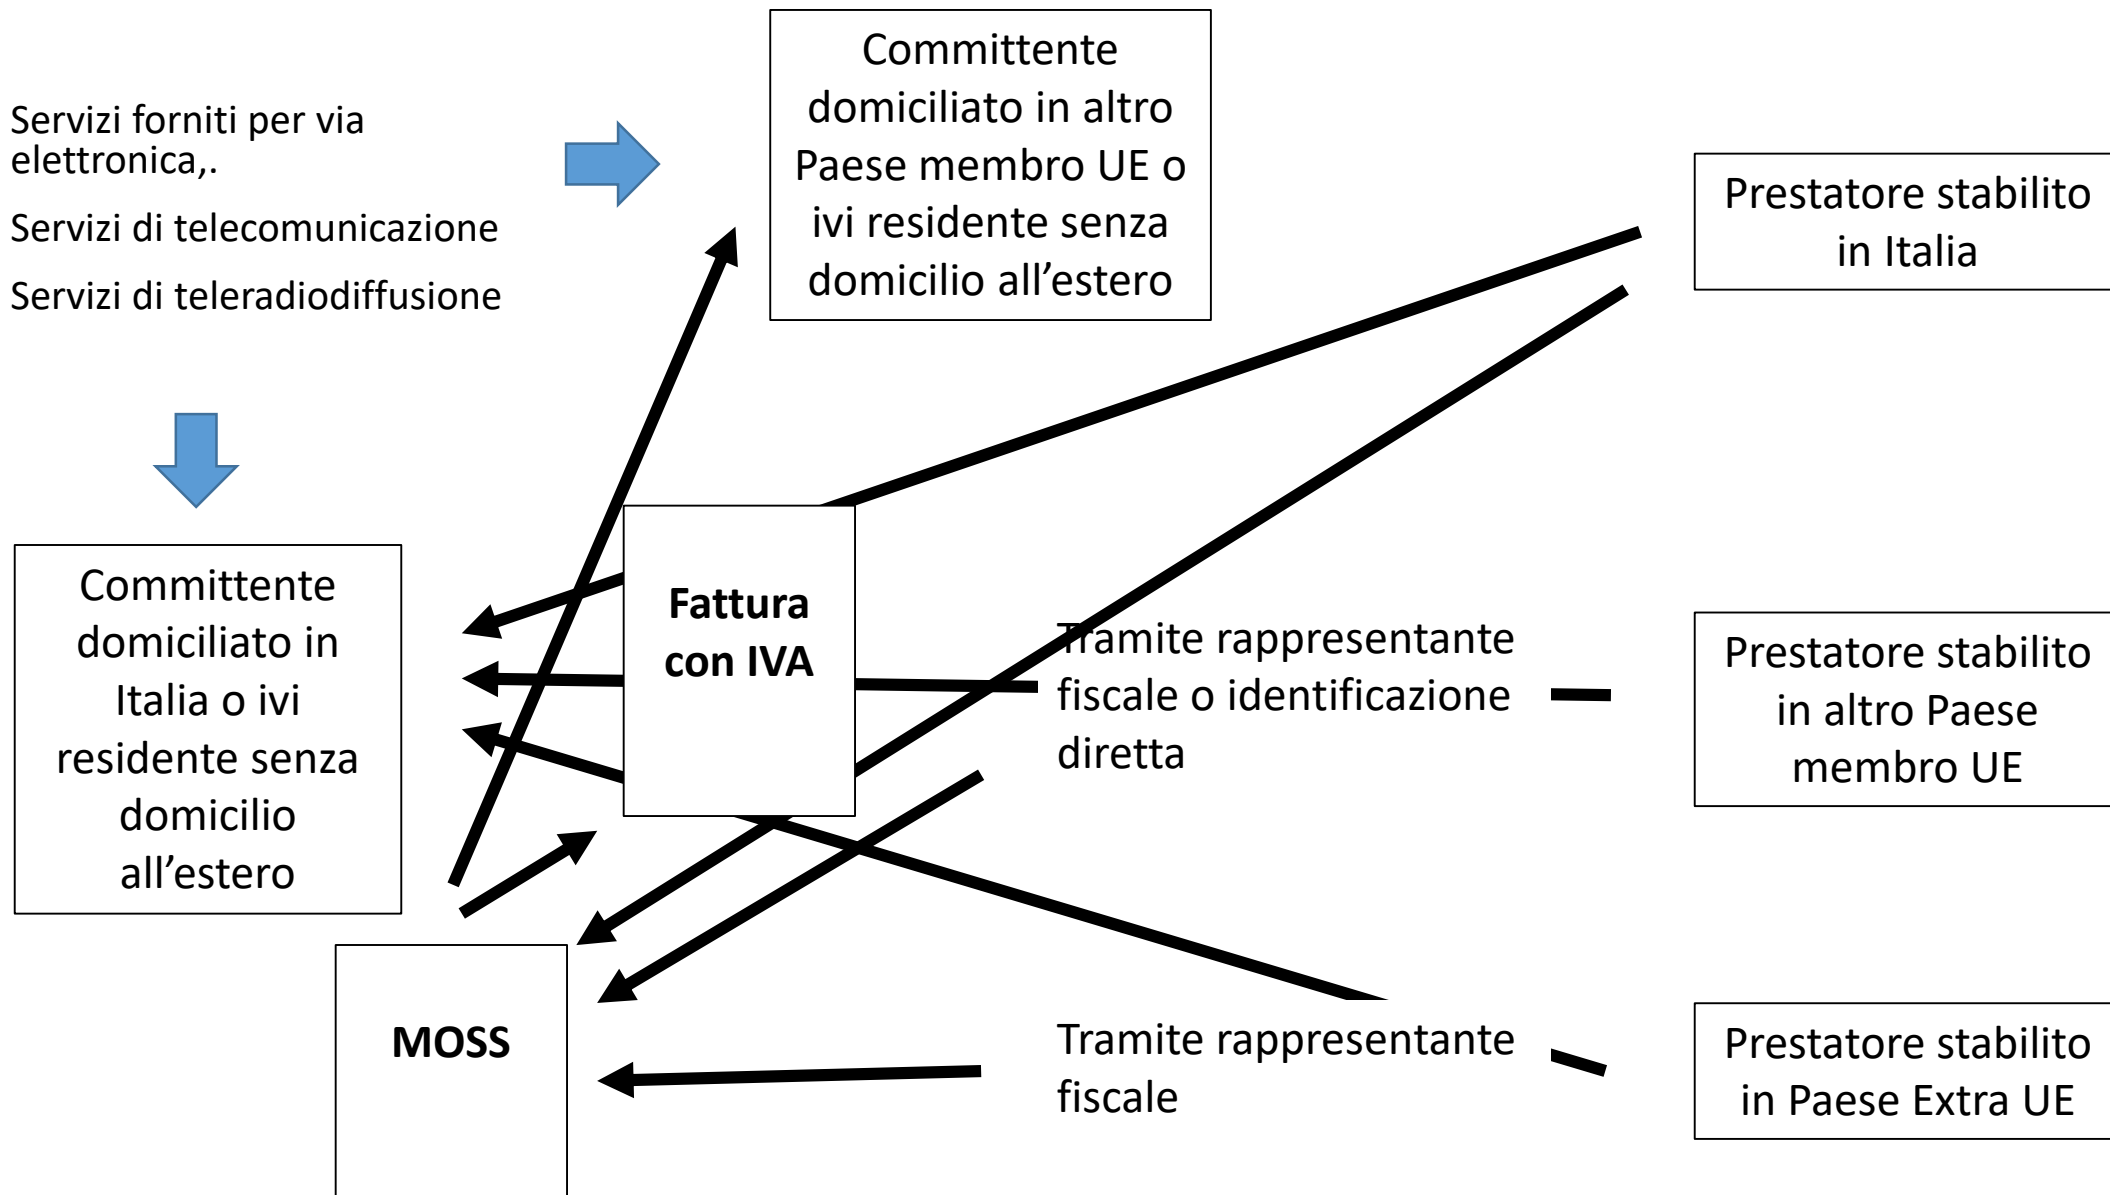 Servizi forniti per via
elettronica,.
Servizi di telecomunicazione
Servizi di teleradiodiffusione
Committente
domiciliato in altro
Paese membro UE o
ivi residente senza
domicilio all’estero
Prestatore stabilito
in Italia
Committente
domiciliato in
Italia o ivi
residente senza
domicilio
all’estero
Fattura
con IVA
Tramite rappresentante
fiscale o identificazione
diretta
Prestatore stabilito
in altro Paese
membro UE
MOSS
Tramite rappresentante
fiscale
Prestatore stabilito
in Paese Extra UE